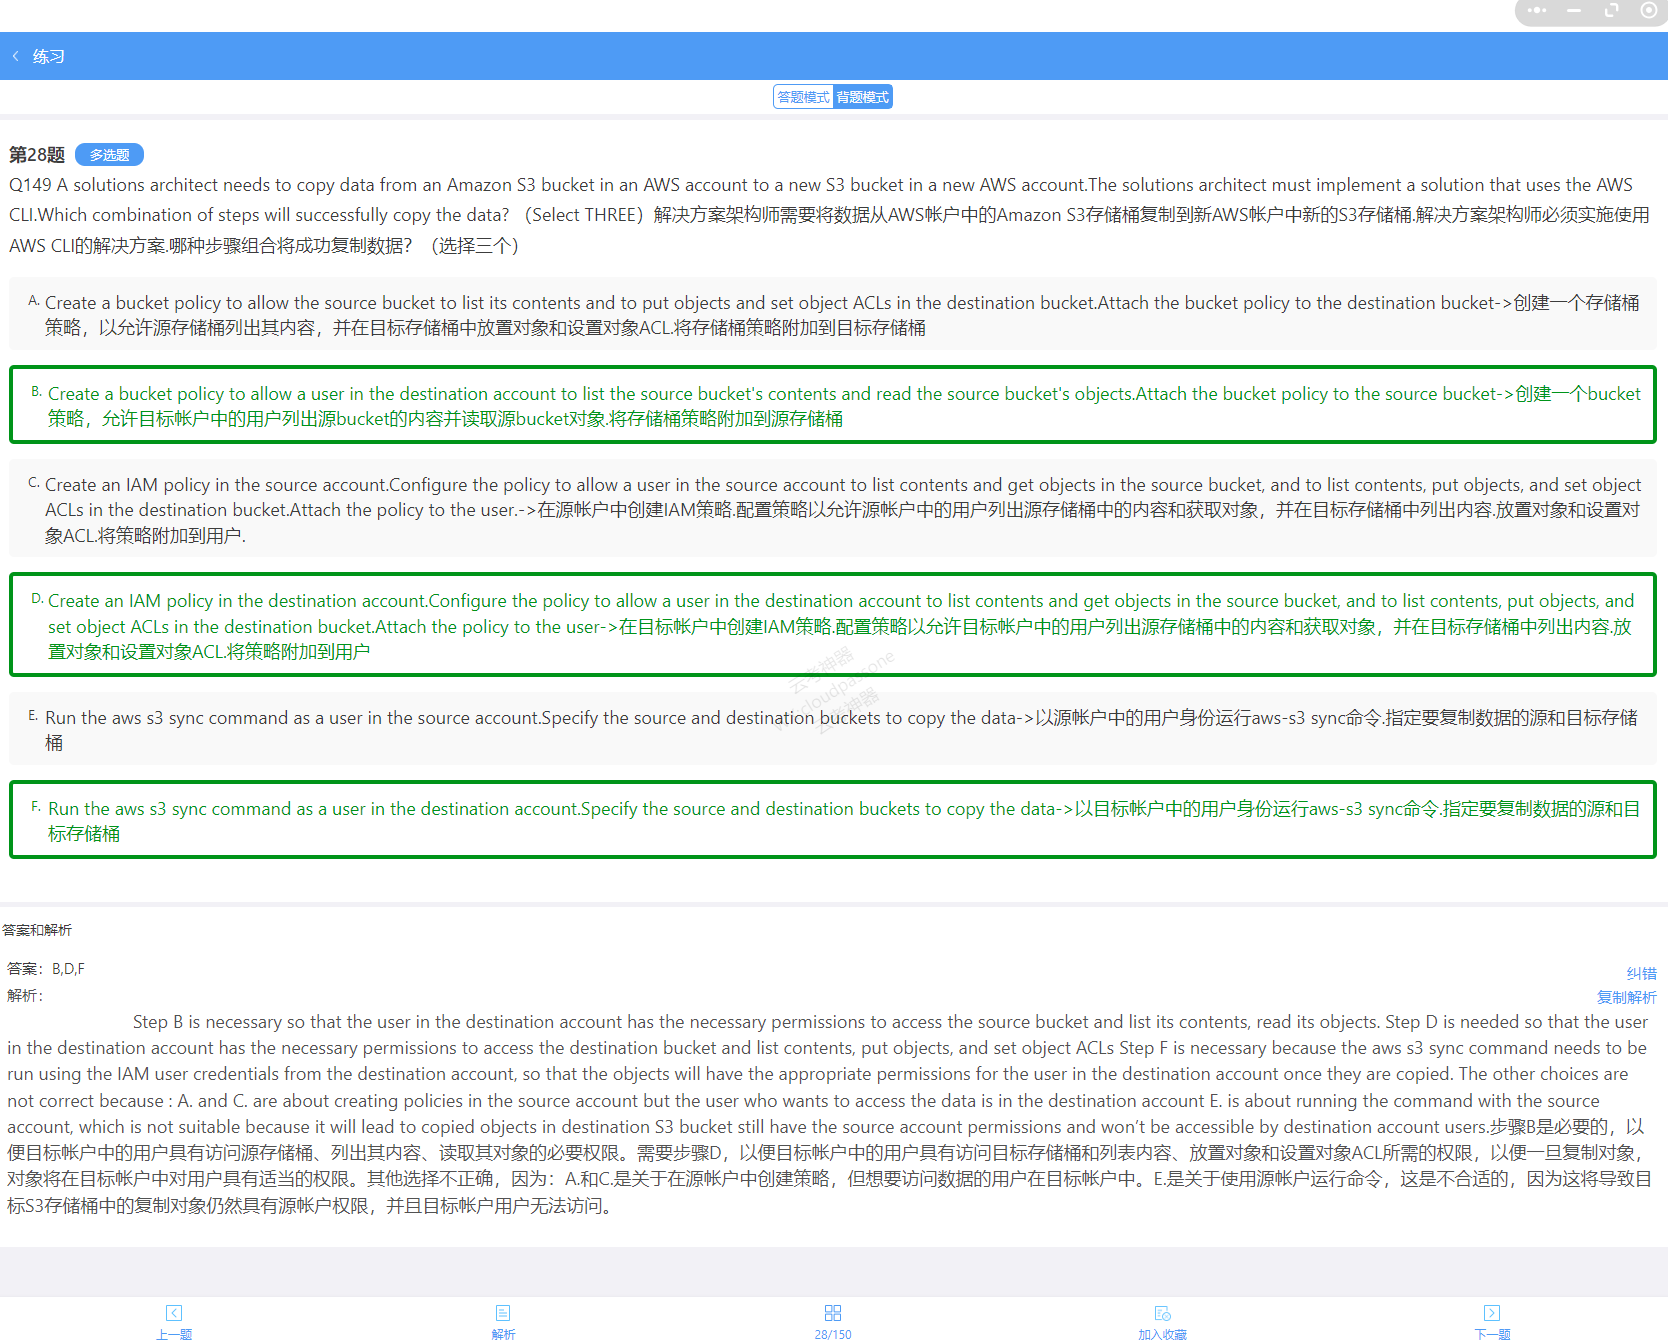 练习
答题模式 背题模式
第28题 多选题
Q149 A solutions architect needs to copy data from an Amazon S3 bucket in an AWS account to a new S3 bucket in a new AWS account.The solutions architect must implement a solution that uses the AWS
CLI.Which combination of steps will successfully copy the data? （Select THREE）解决方案架构师需要将数据从AWS帐户中的Amazon S3存储桶复制到新AWS帐户中新的S3存储桶.解决方案架构师必须实施使用
AWS CLI的解决方案.哪种步骤组合将成功复制数据？（选择三个）
A. Create a bucket policy to allow the source bucket to list its contents and to put objects and set object ACLs in the destination bucket.Attach the bucket policy to the destination bucket->创建一个存储桶
策略，以允许源存储桶列出其内容，并在目标存储桶中放置对象和设置对象ACL.将存储桶策略附加到目标存储桶
B. Create a bucket policy to allow a user in the destination account to list the source bucket's contents and read the source bucket's objects.Attach the bucket policy to the source bucket->创建一个bucket
策略，允许目标帐户中的用户列出源bucket的内容并读取源bucket对象.将存储桶策略附加到源存储桶
C. Create an IAM policy in the source account.Configure the policy to allow a user in the source account to list contents and get objects in the source bucket, and to list contents, put objects, and set object
ACLs in the destination bucket.Attach the policy to the user.->在源帐户中创建IAM策略.配置策略以允许源帐户中的用户列出源存储桶中的内容和获取对象，并在目标存储桶中列出内容.放置对象和设置对
象ACL.将策略附加到用户.
D. Create an IAM policy in the destination account.Configure the policy to allow a user in the destination account to list contents and get objects in the source bucket, and to list contents, put objects, and
set object ACLs in the destination bucket.Attach the policy to the user->在目标帐户中创建IAM策略.配置策略以允许目标帐户中的用户列出源存储桶中的内容和获取对象，并在目标存储桶中列出内容.放
置对象和设置对象ACL.将策略附加到用户
云考神器
cloudpassone
云考神器
E. Run the aws s3 sync command as a user in the source account.Specify the source and destination buckets to copy the data->以源帐户中的用户身份运行aws-s3 sync命令.指定要复制数据的源和目标存储
桶
F. Run the aws s3 sync command as a user in the destination account.Specify the source and destination buckets to copy the data->以目标帐户中的用户身份运行aws-s3 sync命令.指定要复制数据的源和目
标存储桶
答案和解析
答案：B,D,F
纠错
解析：
复制解析
Step B is necessary so that the user in the destination account has the necessary permissions to access the source bucket and list its contents, read its objects. Step D is needed so that the user
in the destination account has the necessary permissions to access the destination bucket and list contents, put objects, and set object ACLs Step F is necessary because the aws s3 sync command needs to be
run using the IAM user credentials from the destination account, so that the objects will have the appropriate permissions for the user in the destination account once they are copied. The other choices are
not correct because : A. and C. are about creating policies in the source account but the user who wants to access the data is in the destination account E. is about running the command with the source
account, which is not suitable because it will lead to copied objects in destination S3 bucket still have the source account permissions and won’t be accessible by destination account users.步骤B是必要的，以
便目标帐户中的用户具有访问源存储桶、列出其内容、读取其对象的必要权限。需要步骤D，以便目标帐户中的用户具有访问目标存储桶和列表内容、放置对象和设置对象ACL所需的权限，以便一旦复制对象，
对象将在目标帐户中对用户具有适当的权限。其他选择不正确，因为：A.和C.是关于在源帐户中创建策略，但想要访问数据的用户在目标帐户中。E.是关于使用源帐户运行命令，这是不合适的，因为这将导致目
标S3存储桶中的复制对象仍然具有源帐户权限，并且目标帐户用户无法访问。
上一题 解析 28/150 加入收藏 下一题